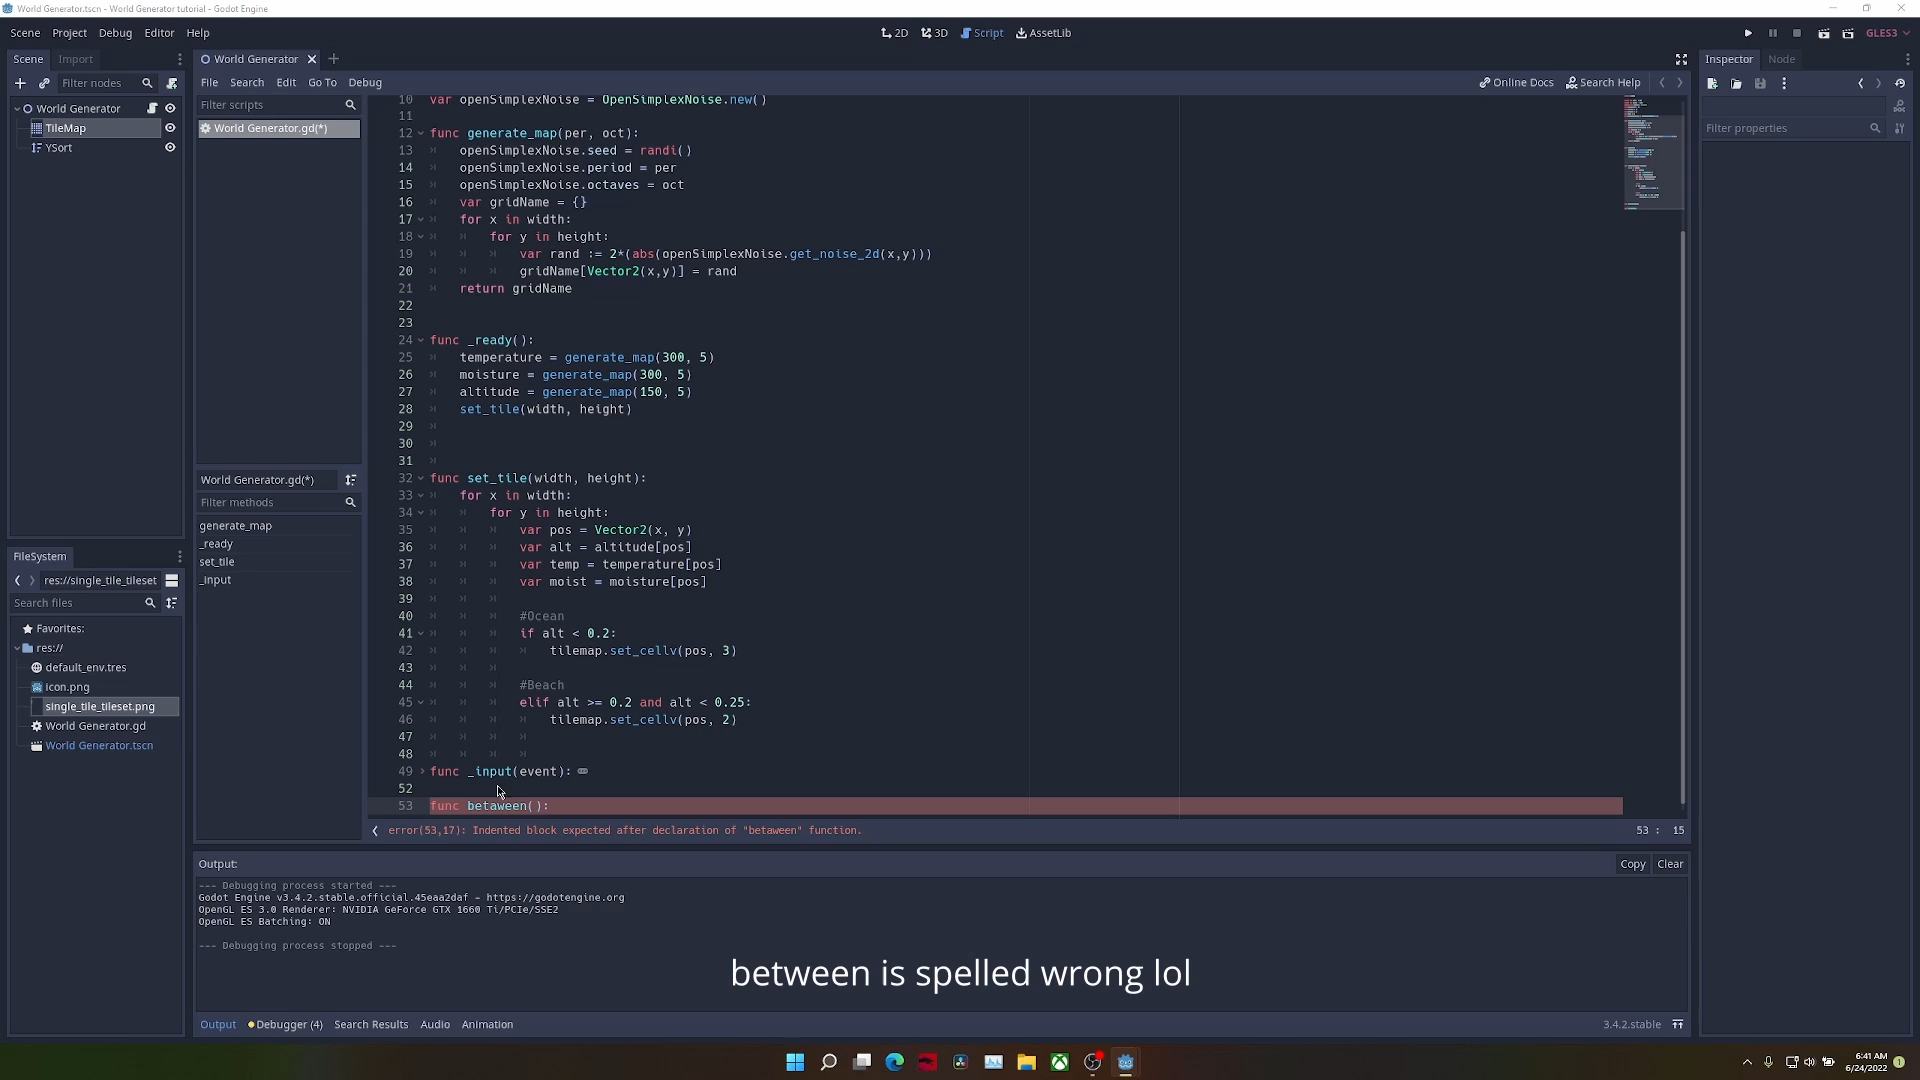 World Generator.tscn - World Generator tutorial - Godot Engine
Scene Project Debug Editor Help
2D 3D Script AssetLib
GLES3
Scene Import
World Generator
Inspector Node
Filter nodes
File Search Edit Go To Debug
Online Docs Search Help
World Generator
TileMap
YSort
Filter scripts
World Generator.gd(*)
Filter properties
10 var openSimplexNoise = OpenSimplexNoise.new()
11
12 func generate_map(per, oct):
13 openSimplexNoise.seed = randi()
14 openSimplexNoise.period = per
15 openSimplexNoise.octaves = oct
16 var gridName = {}
17 for x in width:
18 for y in height:
19 var rand := 2*(abs(openSimplexNoise.get_noise_2d(x,y)))
20 gridName[Vector2(x,y)] = rand
21 return gridName
22
23
24 func _ready():
25 temperature = generate_map(300, 5)
26 moisture = generate_map(300, 5)
27 altitude = generate_map(150, 5)
28 set_tile(width, height)
29
30
31
32 func set_tile(width, height):
33 for x in width:
34 for y in height:
35 var pos = Vector2(x, y)
36 var alt = altitude[pos]
37 var temp = temperature[pos]
38 var moist = moisture[pos]
39
40 #Ocean
41 if alt < 0.2:
42 tilemap.set_cellv(pos, 3)
43
44 #Beach
45 elif alt >= 0.2 and alt < 0.25:
46 tilemap.set_cellv(pos, 2)
47
48
49 func _input(event):
52
53 func betaween():
error(53,17): Indented block expected after declaration of "betaween" function.
53 : 15
World Generator.gd(*)
Filter methods
generate_map
_ready
set_tile
_input
FileSystem
res://single_tile_tileset
Search files
Favorites:
res://
default_env.tres
icon.png
single_tile_tileset.png
World Generator.gd
World Generator.tscn
Output:
Copy Clear
--- Debugging process started ---
Godot Engine v3.4.2.stable.official.45eaa2daf - https://godotengine.org
OpenGL ES 3.0 Renderer: NVIDIA GeForce GTX 1660 Ti/PCIe/SSE2
OpenGL ES Batching: ON
--- Debugging process stopped ---
between is spelled wrong lol
Output Debugger (4) Search Results Audio Animation
3.4.2.stable
6:41 AM
6/24/2022
1